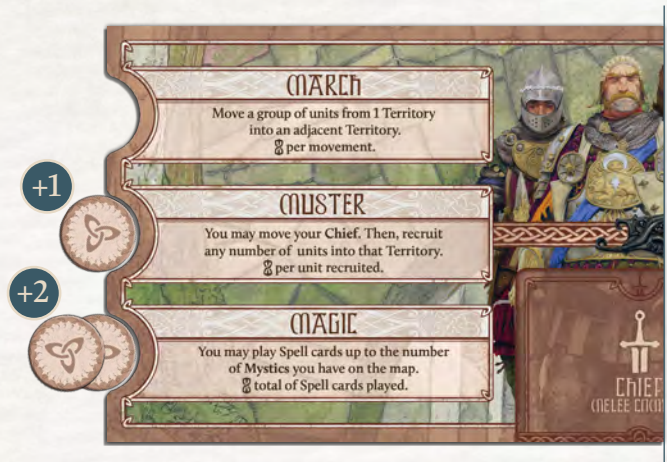 MARCH
Move a group of units from 1 Territory
into an adjacent Territory.
per movement.
+1
MUSTER
You may move your Chief. Then, recruit
any number of units into that Territory.
per unit recruited.
+2
MAGIC
You may play Spell cards up to the number
of Mystics you have on the map.
total of Spell cards played.
CHIEF